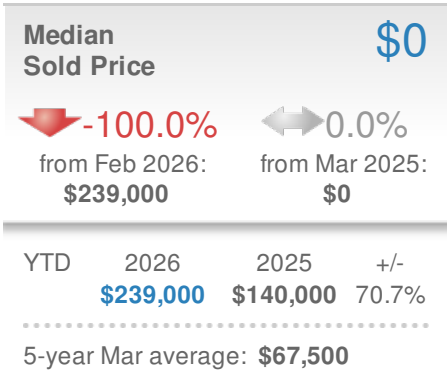 Median $0
Sold Price
-100.0% 0.0%
from Feb 2026: from Mar 2025:
$239,000 $0
YTD 2026 2025 +/-
$239,000 $140,000 70.7%
5-year Mar average: $67,500